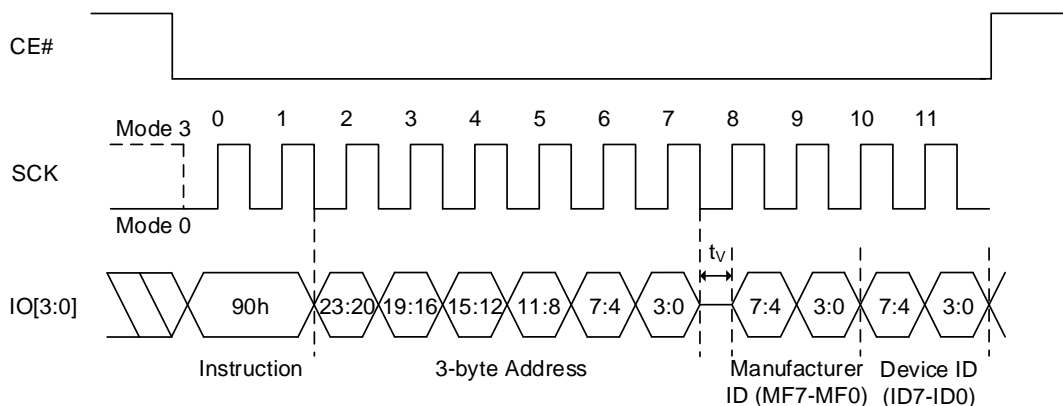 CE#
0 1 2 3 4 5 6 7 8 9 10 11
Mode 3
SCK
Mode 0
tV
IO[3:0] 90h 23:20 19:16 15:12 11:8 7:4 3:0 7:4 3:0 7:4 3:0
Instruction 3-byte Address Manufacturer Device ID
ID (MF7-MF0) (ID7-ID0)